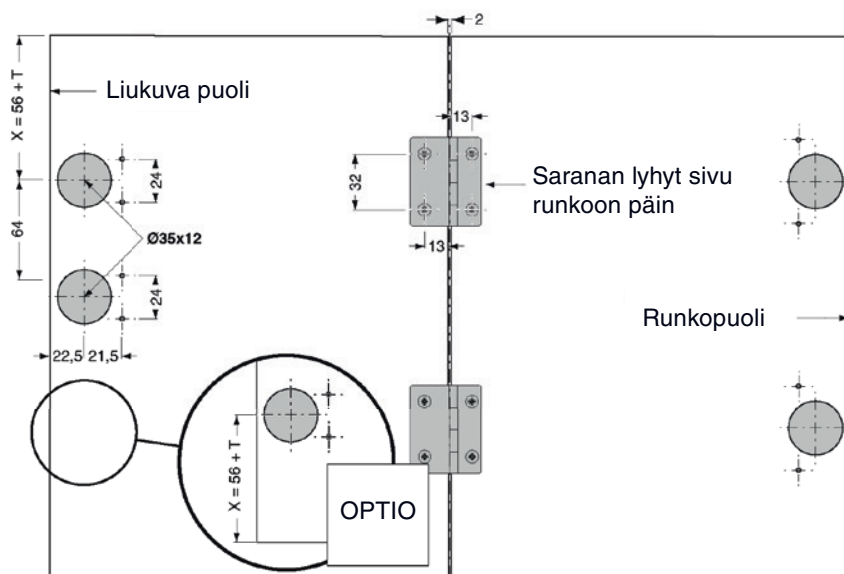 2
X = 56 + T
Liukuva puoli
13
24
32
Saranan lyhyt sivu
runkoon päin
64
Ø35x12
13
24
Runkopuoli
22,5
21,5
X = 56 + T
OPTIO